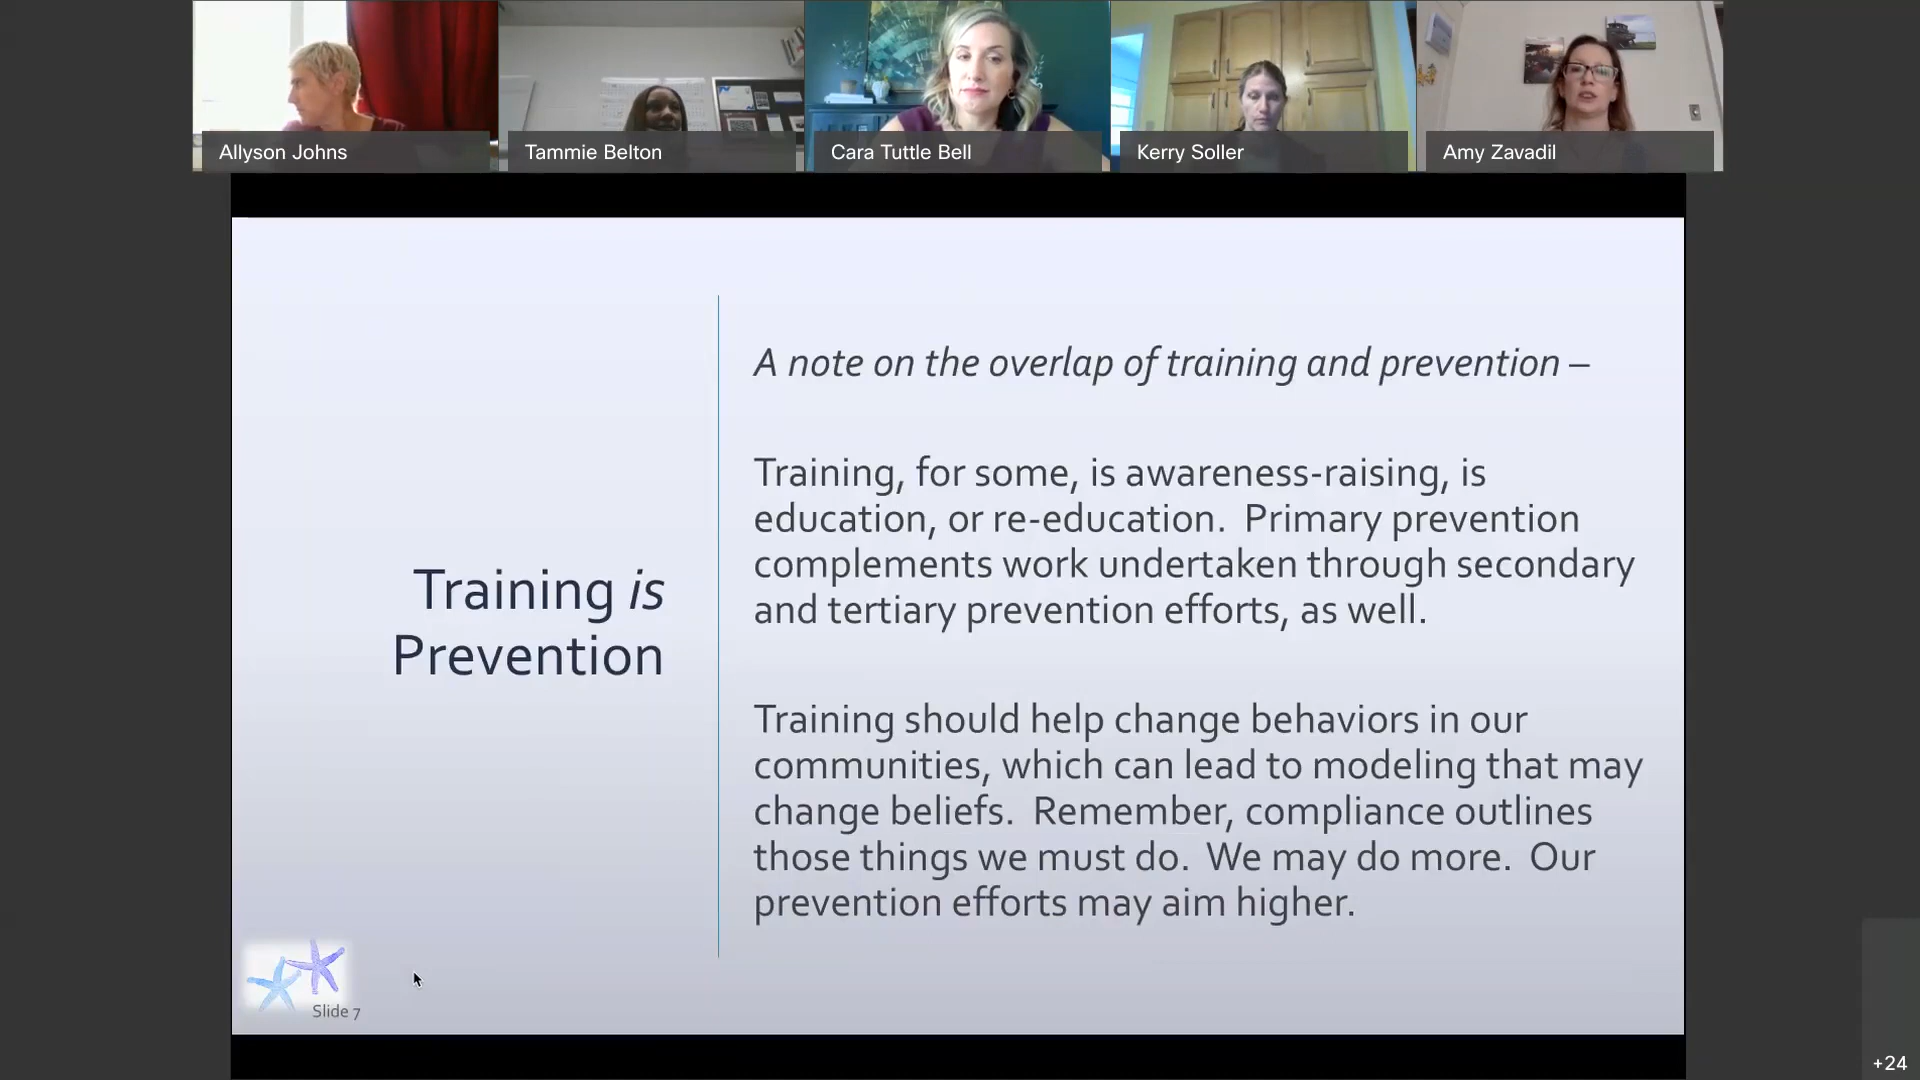 Allyson Johns
Tammie Belton
Cara Tuttle Bell
Kerry Soller
Amy Zavadil
Training is
Prevention
A note on the overlap of training and prevention –
Training, for some, is awareness-raising, is
education, or re-education. Primary prevention
complements work undertaken through secondary
and tertiary prevention efforts, as well.
Training should help change behaviors in our
communities, which can lead to modeling that may
change beliefs. Remember, compliance outlines
those things we must do. We may do more. Our
prevention efforts may aim higher.
Slide 7
+24